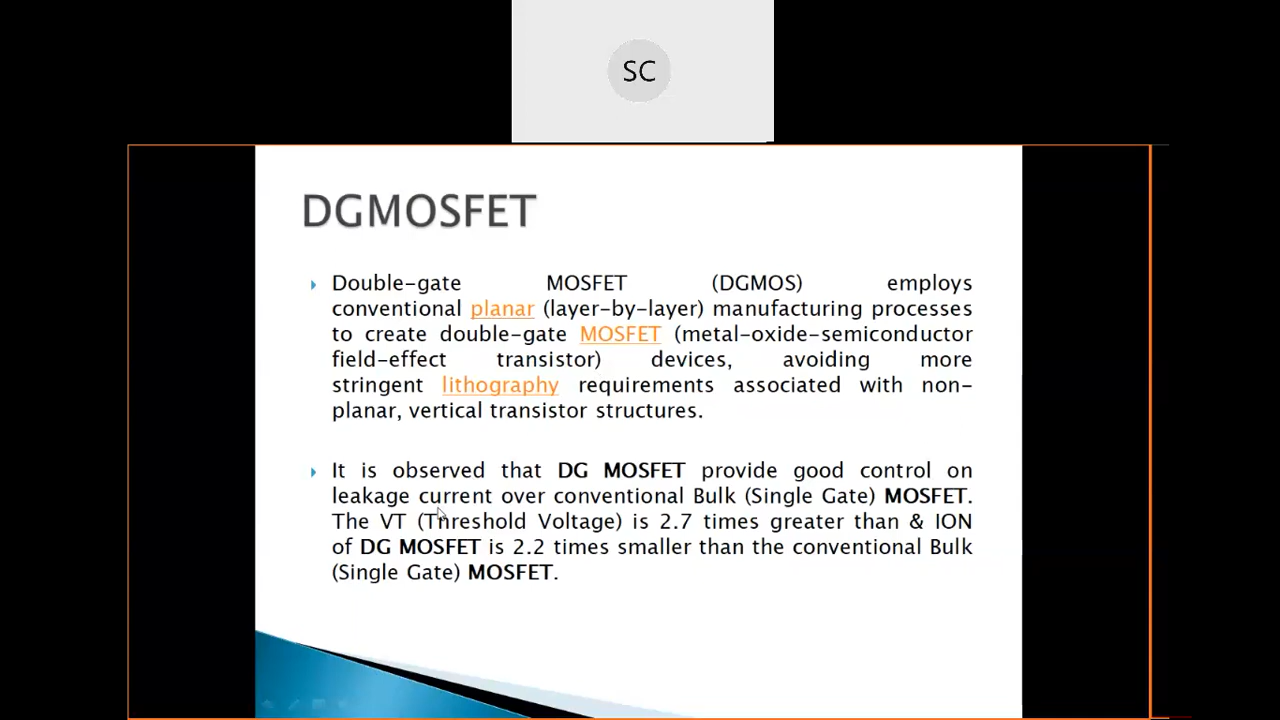 SC
DGMOSFET
Double-gate MOSFET (DGMOS) employs
conventional planar (layer-by-layer) manufacturing processes
to create double-gate MOSFET (metal-oxide-semiconductor
field-effect transistor) devices, avoiding more
stringent lithography requirements associated with non-
planar, vertical transistor structures.
It is observed that DG MOSFET provide good control on
leakage current over conventional Bulk (Single Gate) MOSFET.
The VT (Threshold Voltage) is 2.7 times greater than & ION
of DG MOSFET is 2.2 times smaller than the conventional Bulk
(Single Gate) MOSFET.